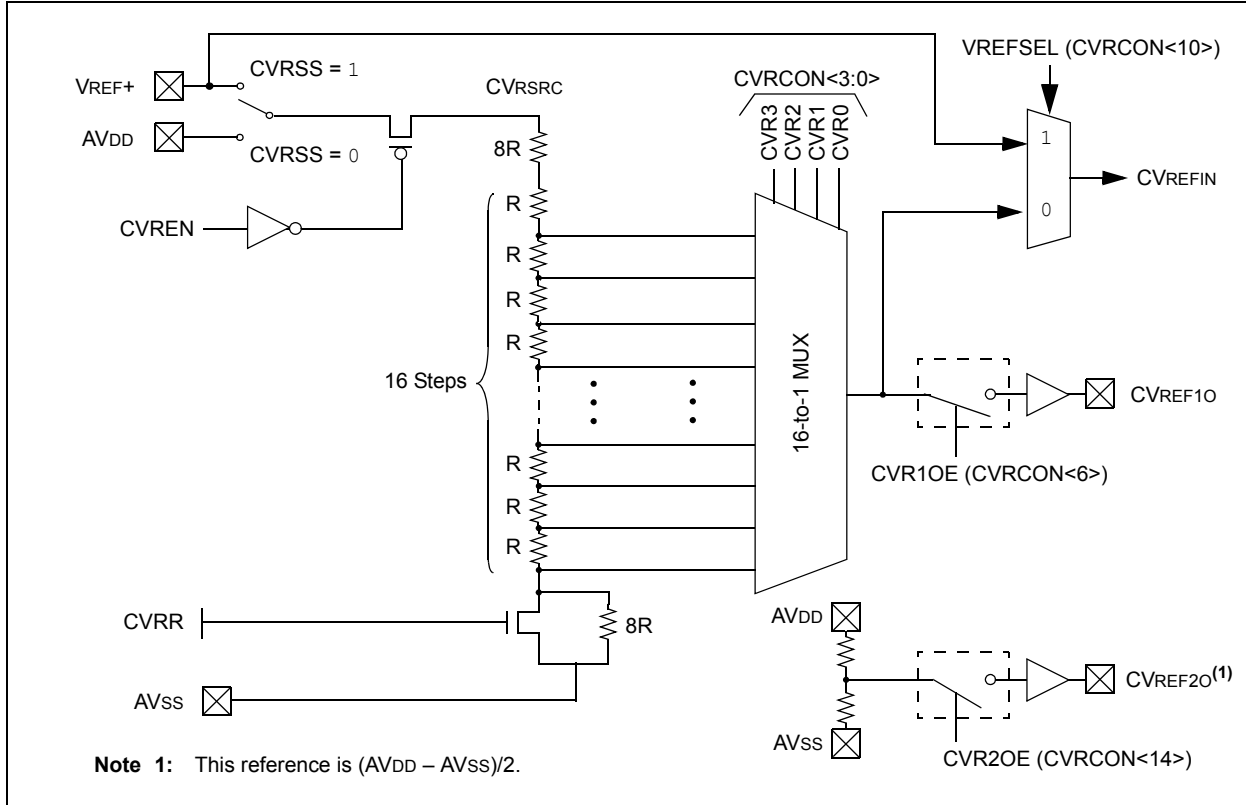 VREFSEL (CVRCON<10>)
VREF+
CVRSS = 1
CVRSRC
CVRCON<3:0>
CVR3
CVR2
CVR1
CVR0
AVDD
CVRSS = 0
8R
1
CVREFIN
0
CVREN
R
R
R
R
16 Steps
16-to-1 MUX
CVREF1O
CVR1OE (CVRCON<6>)
R
R
R
CVRR
8R
AVDD
AVSS
CVREF2O(1)
AVSS
CVR2OE (CVRCON<14>)
Note 1: This reference is (AVDD – AVSS)/2.